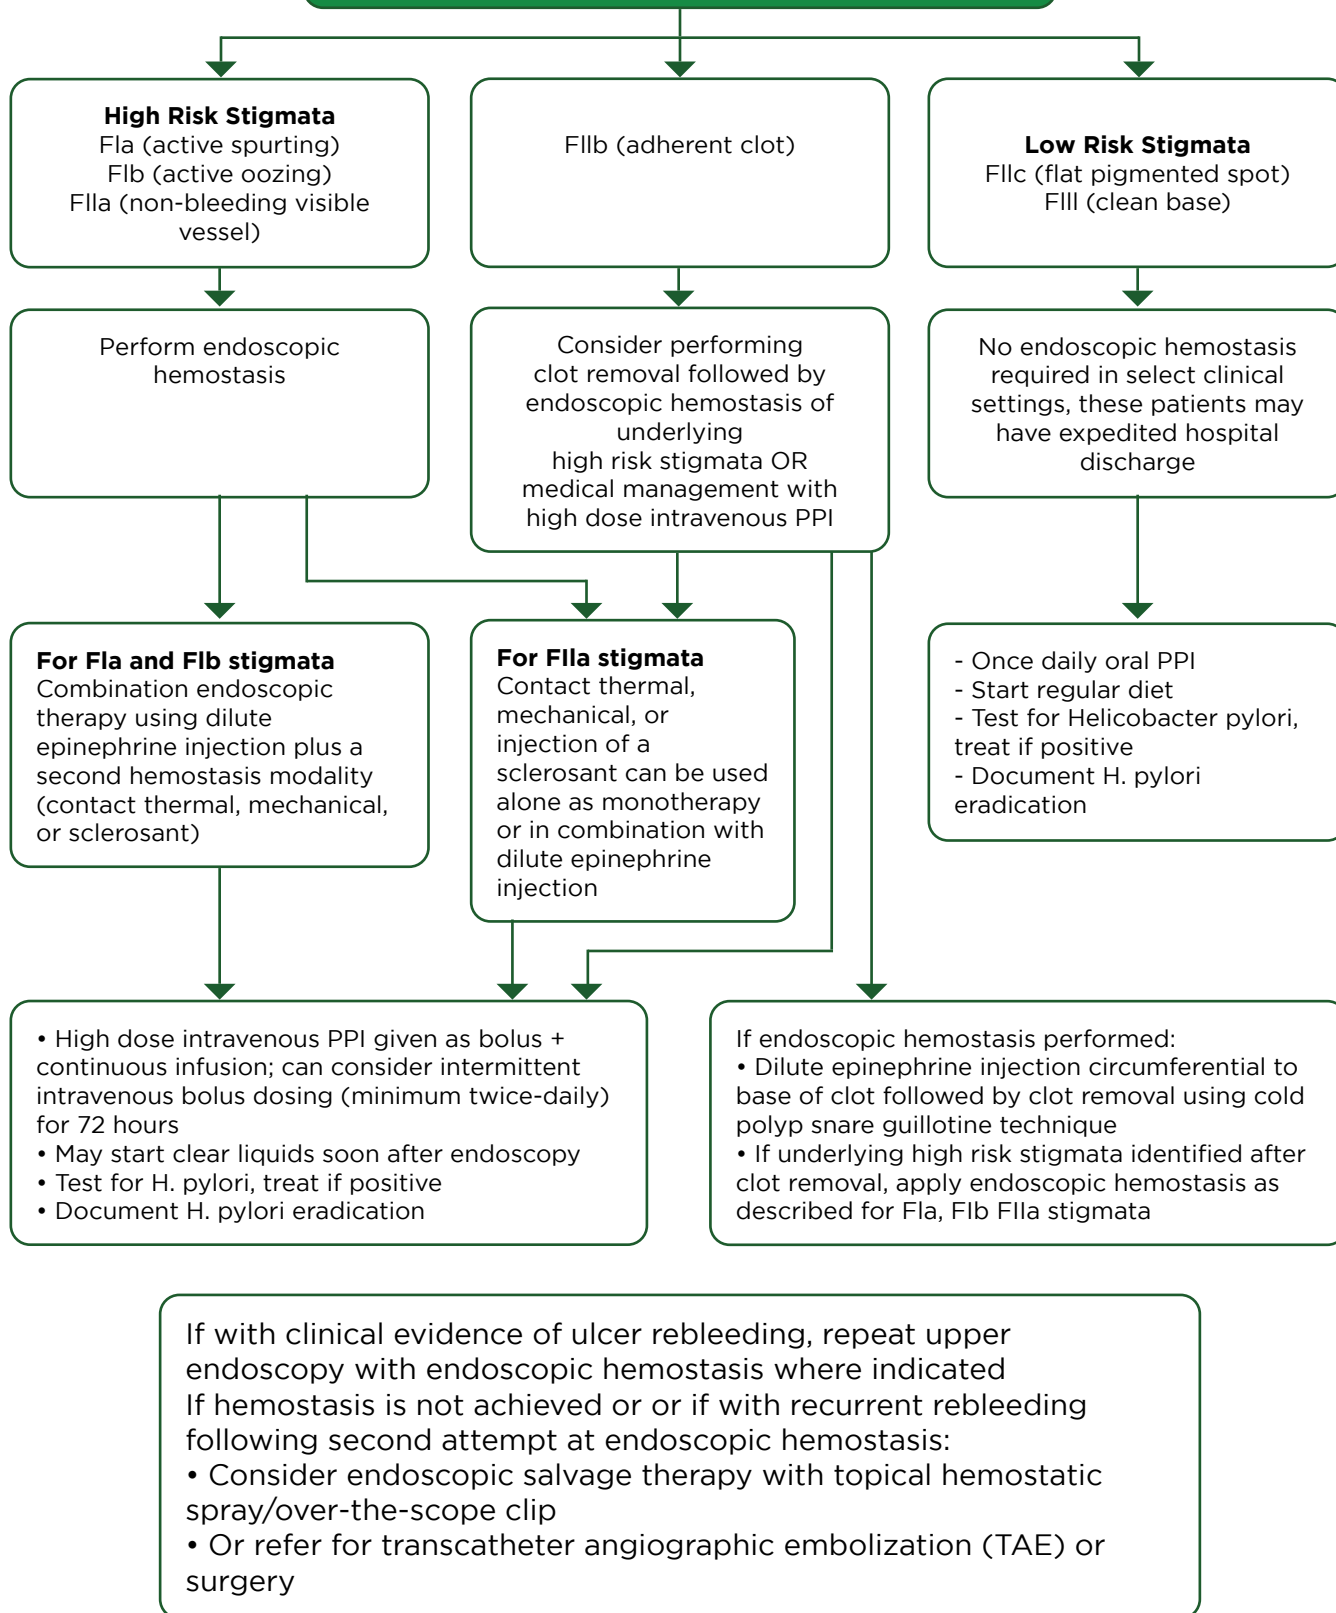 High Risk Stigmata
FIa (active spurting)
FIb (active oozing)
FIIa (non-bleeding visible
vessel)
FIIb (adherent clot)
Low Risk Stigmata
FIIc (flat pigmented spot)
FIII (clean base)
Perform endoscopic
hemostasis
Consider performing
clot removal followed by
endoscopic hemostasis of
underlying
high risk stigmata OR
medical management with
high dose intravenous PPI
No endoscopic hemostasis
required in select clinical
settings, these patients may
have expedited hospital
discharge
For FIa and FIb stigmata
Combination endoscopic
therapy using dilute
epinephrine injection plus a
second hemostasis modality
(contact thermal, mechanical,
or sclerosant)
For FIIa stigmata
Contact thermal,
mechanical, or
injection of a
sclerosant can be used
alone as monotherapy
or in combination with
dilute epinephrine
injection
- Once daily oral PPI
- Start regular diet
- Test for Helicobacter pylori,
treat if positive
- Document H. pylori
eradication
• High dose intravenous PPI given as bolus +
continuous infusion; can consider intermittent
intravenous bolus dosing (minimum twice-daily)
for 72 hours
• May start clear liquids soon after endoscopy
• Test for H. pylori, treat if positive
• Document H. pylori eradication
If endoscopic hemostasis performed:
• Dilute epinephrine injection circumferential to
base of clot followed by clot removal using cold
polyp snare guillotine technique
• If underlying high risk stigmata identified after
clot removal, apply endoscopic hemostasis as
described for FIa, FIb FIIa stigmata
If with clinical evidence of ulcer rebleeding, repeat upper
endoscopy with endoscopic hemostasis where indicated
If hemostasis is not achieved or or if with recurrent rebleeding
following second attempt at endoscopic hemostasis:
• Consider endoscopic salvage therapy with topical hemostatic
spray/over-the-scope clip
• Or refer for transcatheter angiographic embolization (TAE) or
surgery